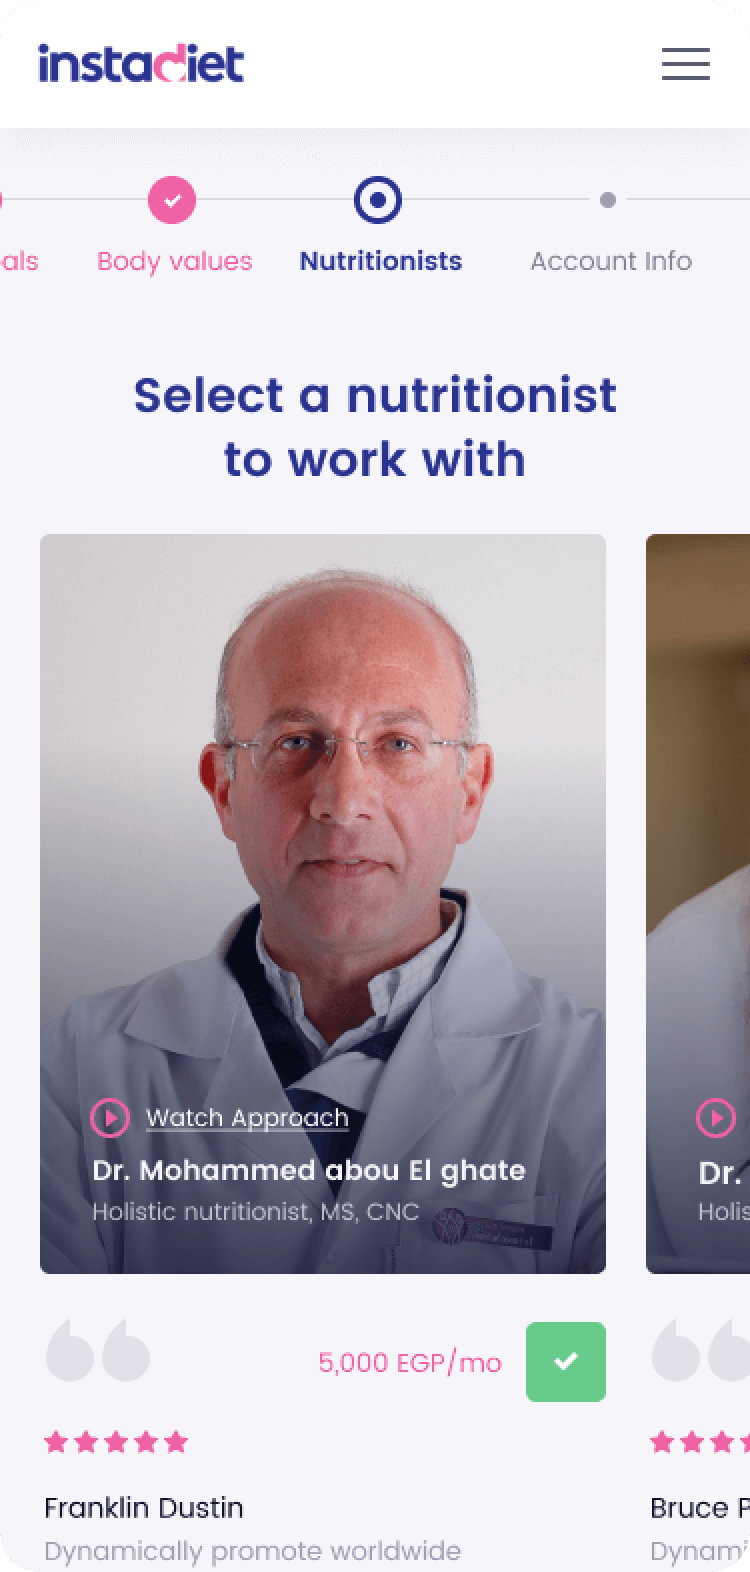 instadiet
als
Body values
Nutritionists
Account Info
Select a nutritionist
to work with
Watch Approach
Dr. Mohammed abou El ghate
Holistic nutritionist, MS, CNC
Dr.
Holis
5,000 EGP/mo
Franklin Dustin
Dynamically promote worldwide
Bruce P
Dynami